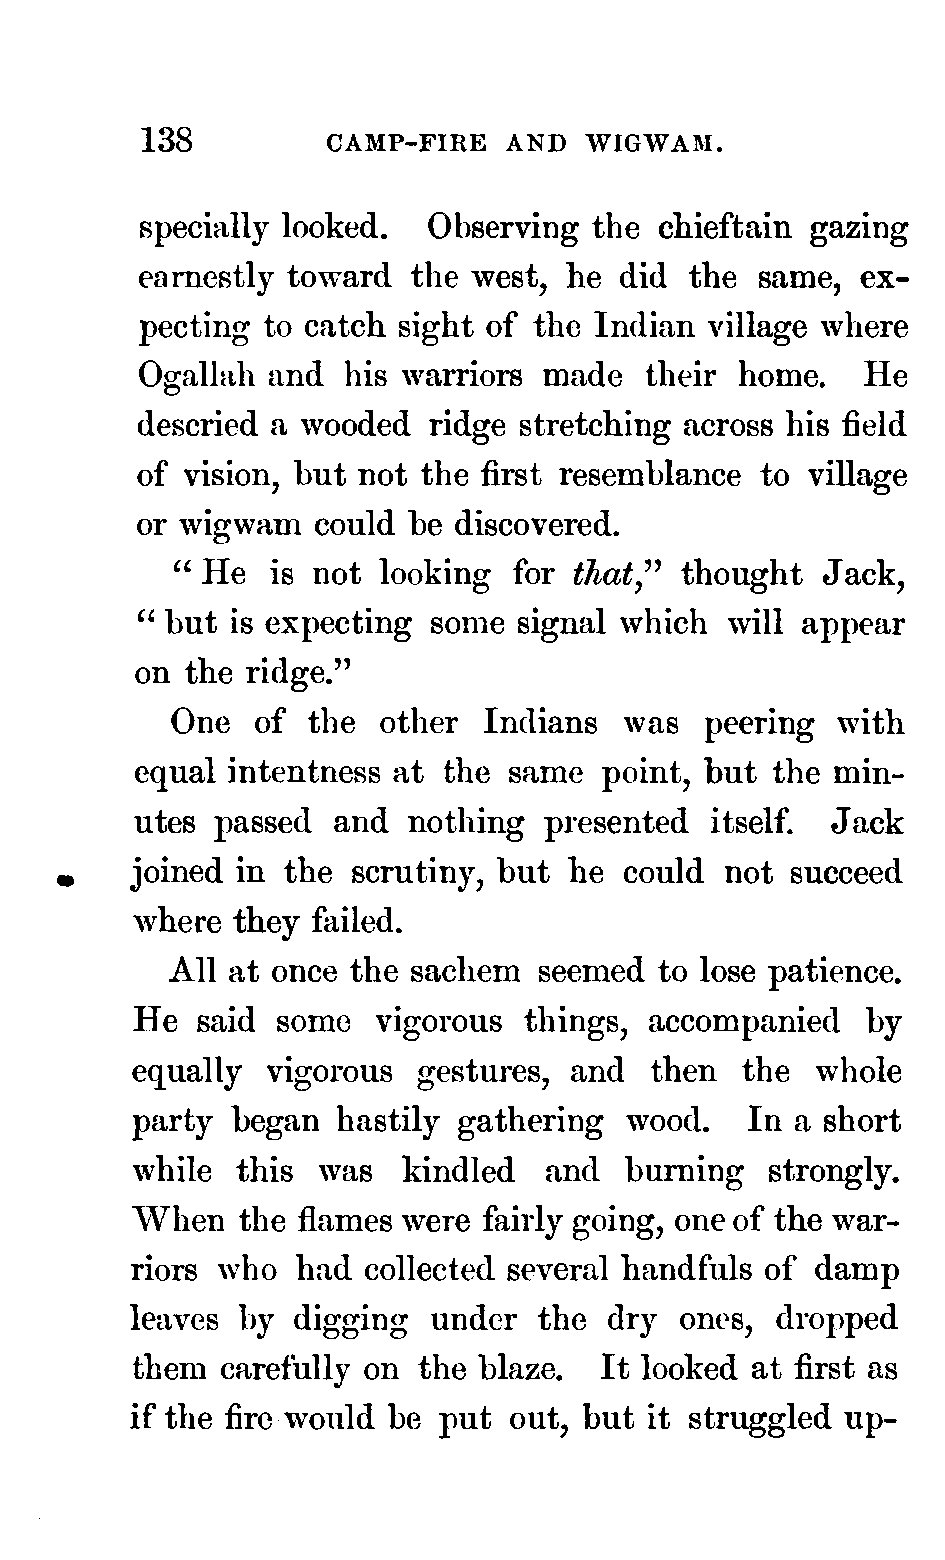 138 CAMP-FIRE AND WIGWAM.
specially looked. Observing the chieftain gazing
earnestly toward the west, he did the same, ex-
pecting to catch sight of the Indian village where
Ogallah and his warriors made their home. He
descried a wooded ridge stretching across his field
of vision, but not the first resemblance to village
or wigwam could be discovered.
“ He is not looking for that,” thought Jack,
“ but is expecting some signal which will appear
on the ridge.”
One of the other Indians was peering with
equal intentness at the same point, but the min-
utes passed and nothing presented itself. Jack
joined in the scrutiny, but he could not succeed
where they failed.
All at once the sachem seemed to lose patience.
He said some vigorous things, accompanied by
equally vigorous gestures, and then the whole
party began hastily gathering wood. In a short
while this was kindled and burning strongly.
When the flames were fairly going, one of the war-
riors who had collected several handfuls of damp
leaves by digging under the dry ones, dropped
them carefully on the blaze. It looked at first as
if the fire would be put out, but it struggled up-